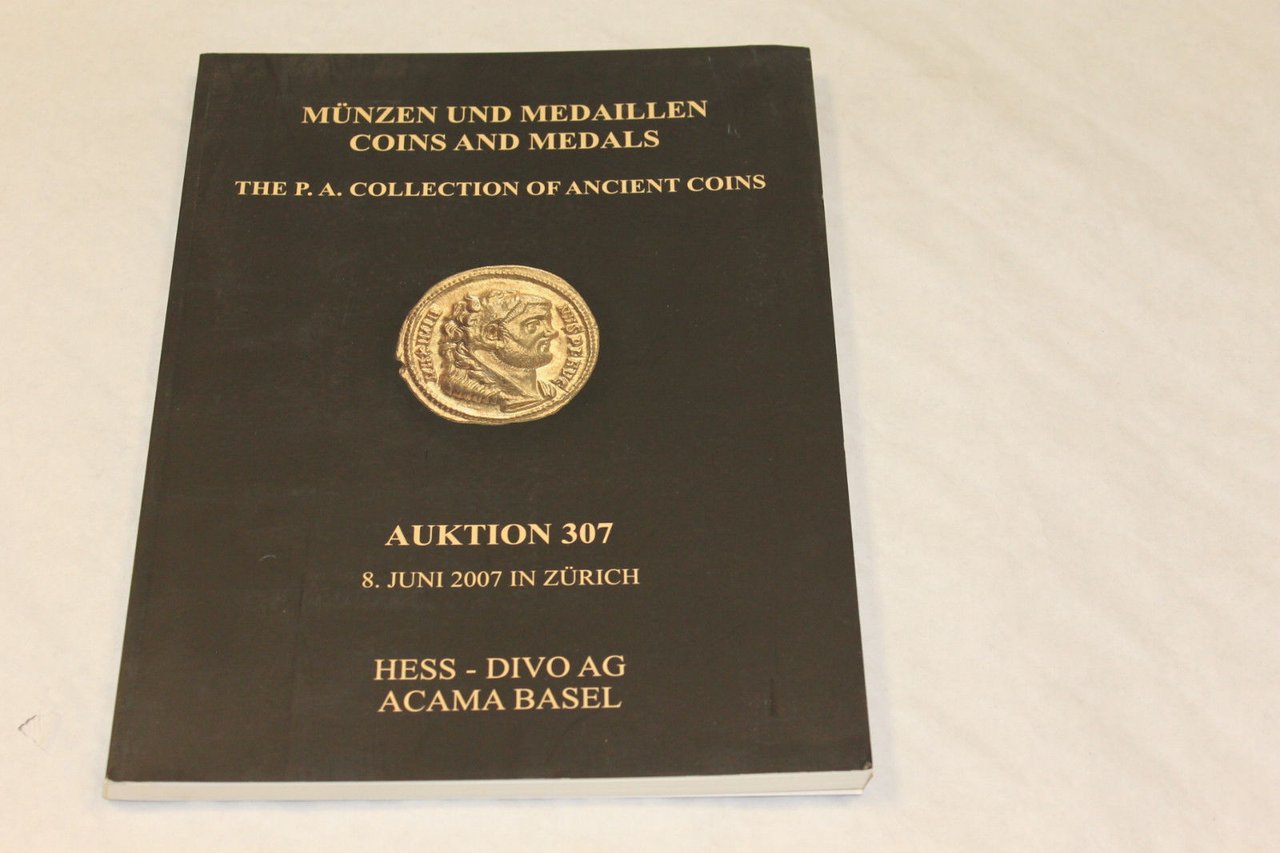 MÜNZEN UND MEDAILLEN
COINS AND MEDALS
THE P. A. COLLECTION OF ANCIENT COINS
AUKTION 307
8. JUNI 2007 IN ZÜRICH
HESS - DIVO AG
ACAMA BASEL